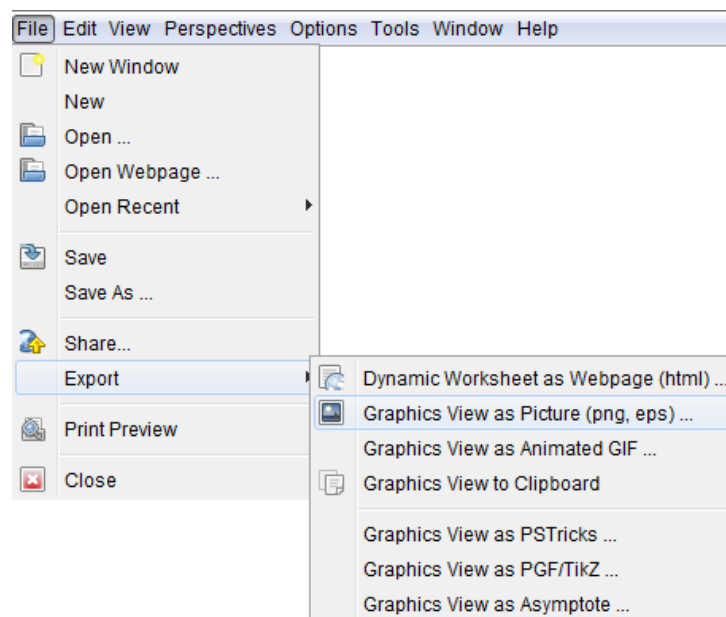 File Edit View Perspectives Options Tools Window Help
New Window
New
Open ...
Open Webpage ...
Open Recent
Save
Save As ...
Share...
Export
Print Preview
Close
Dynamic Worksheet as Webpage (html) ...
Graphics View as Picture (png, eps) ...
Graphics View as Animated GIF ...
Graphics View to Clipboard
Graphics View as PSTricks ...
Graphics View as PGF/TikZ ...
Graphics View as Asymptote ...